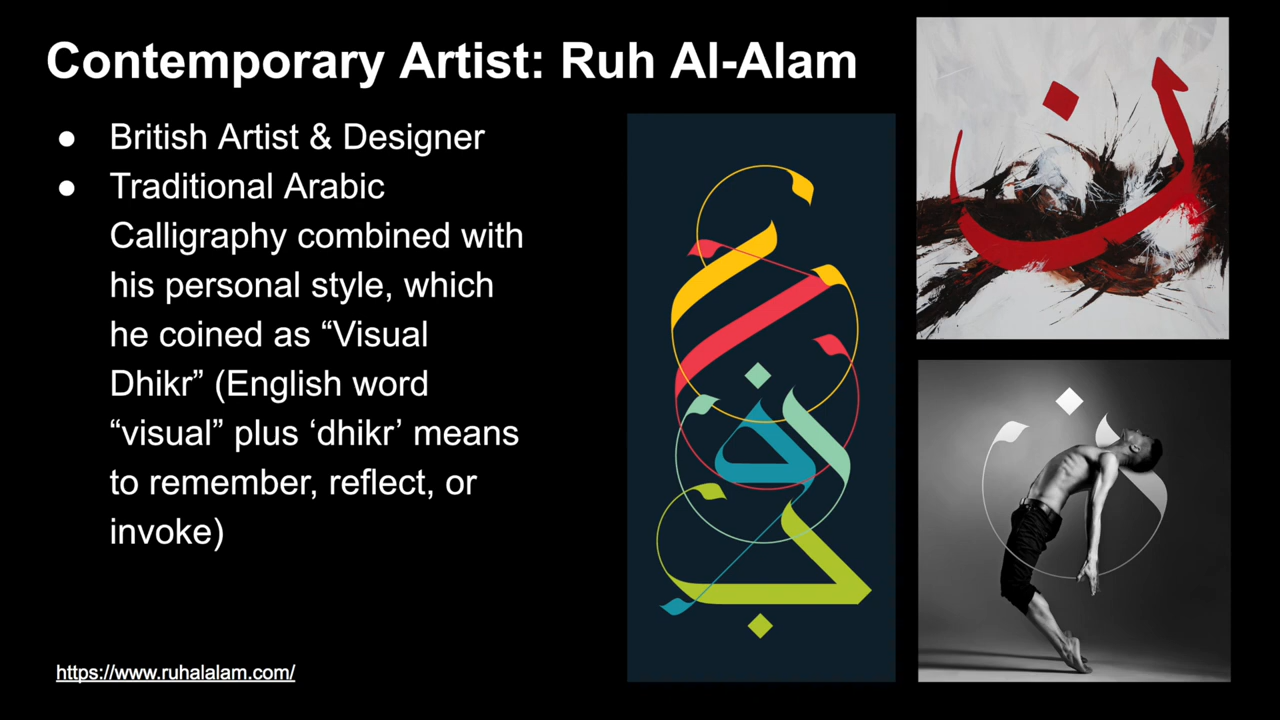 Contemporary Artist: Ruh Al-Alam
● British Artist & Designer
● Traditional Arabic
Calligraphy combined with
his personal style, which
he coined as “Visual
Dhikr” (English word
“visual” plus ‘dhikr’ means
to remember, reflect, or
invoke)
https://www.ruhalalam.com/
ن
ن